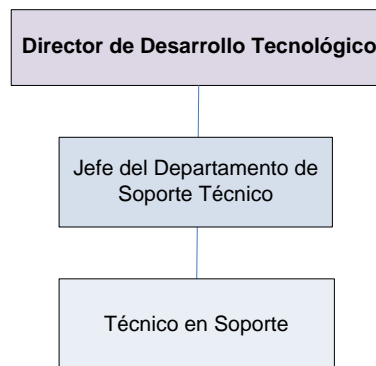 Director de Desarrollo Tecnológico
Jefe del Departamento de
Soporte Técnico
Técnico en Soporte